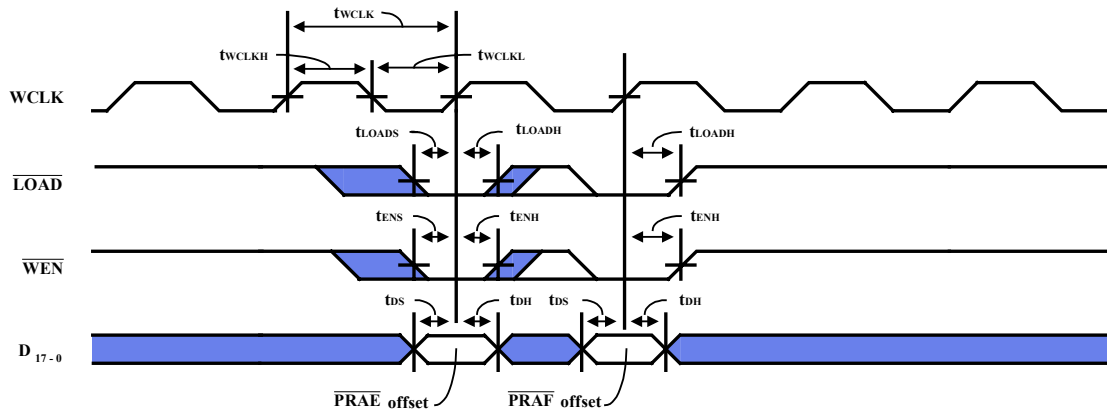 tWCLK
tWCLKH
tWCLKL
WCLK
tLOADS
tLOADH
tLOADH
LOAD
tENS
tENH
tENH
WEN
tDS
tDH
tDS
tDH
D 17 - 0
PRAE offset
PRAF offset